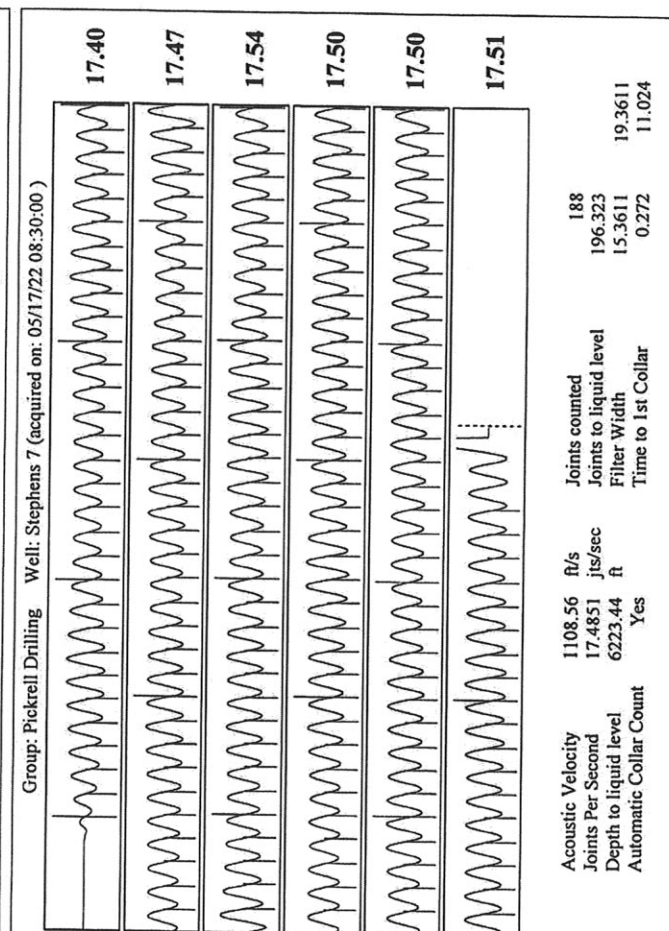 Group: Pickrell Drilling Well: Stephens 7 (acquired on: 05/17/22 08:30:00 )
17.40
17.47
17.54
17.50
17.50
17.51
Acoustic Velocity 1108.56 ft/s Joints counted 188
Joints Per Second 17.4851 jts/sec Joints to liquid level 196.323
Depth to liquid level 6223.44 ft Filter Width 15.3611 19.3611
Automatic Collar Count Yes Time to 1st Collar 0.272 11.024